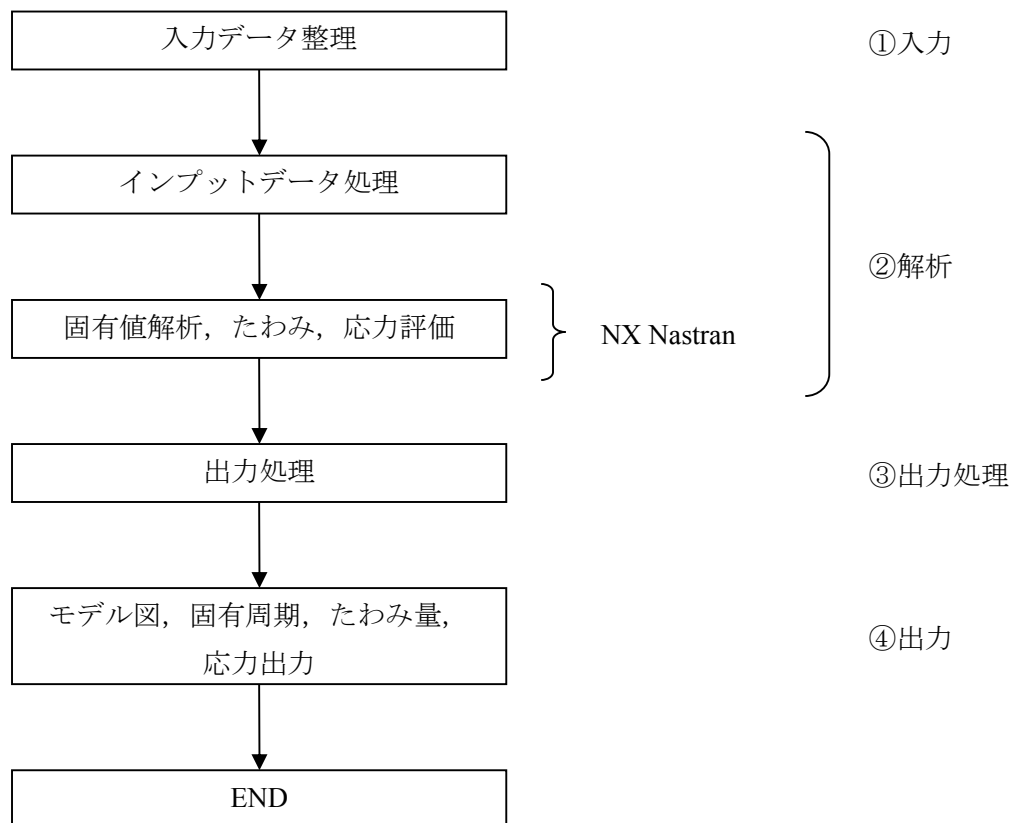 入力データ整理
①入力
インプットデータ処理
②解析
固有値解析，たわみ，応力評価
NX Nastran
出力処理
③出力処理
モデル図，固有周期，たわみ量，
応力出力
④出力
END